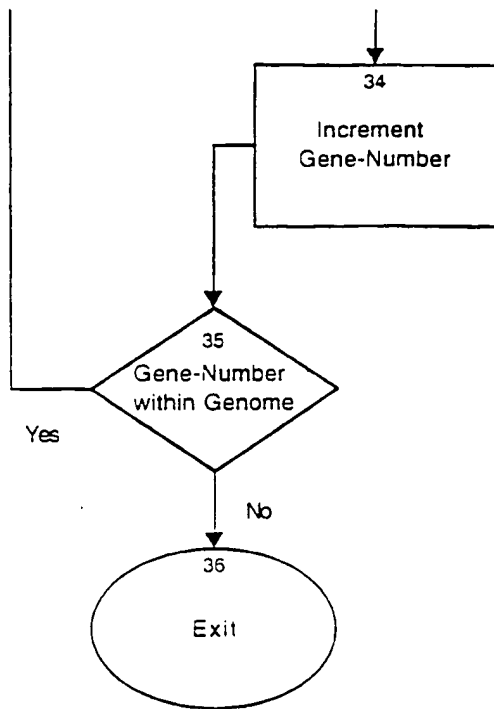 34
Increment
Gene-Number
35
Gene-Number
within Genome
Yes
No
36
Exit